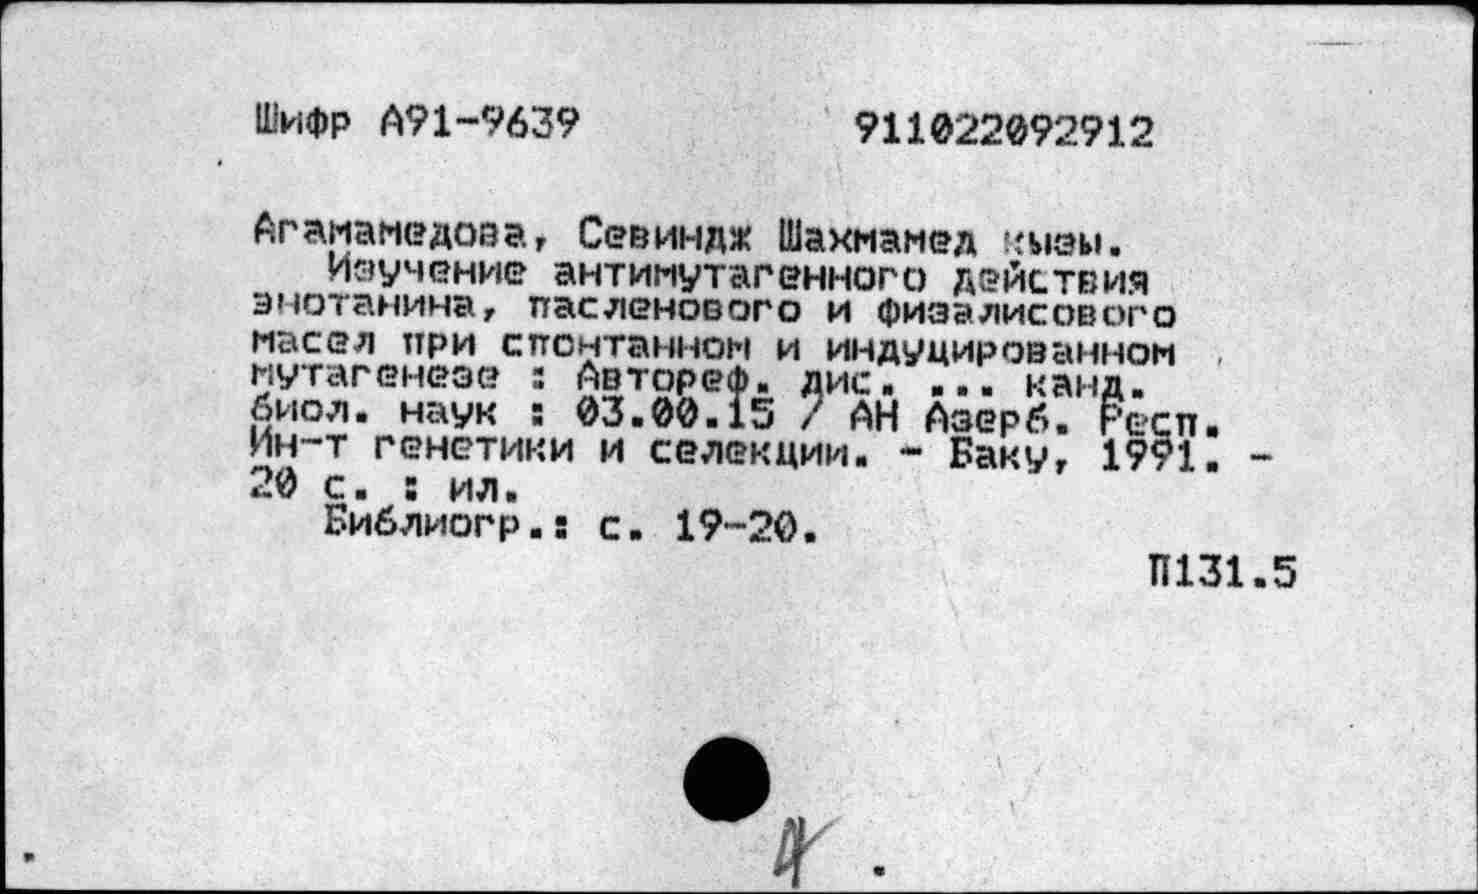 Шифр А91-9639 911022092912
Агамамедова, Севиндж Шахмамед кызы.
Изучение антимутагенного действия
энотанина, пасленового и физалисового
масел при спонтанном и индуцированном
мутагенезе : Автореф. дис. ... канд.
биол. наук : 03.00.15 / АН Азерб. Респ.
Ин-т генетики и селекции. - Баку, 1991. -
20 с. : ил.
Библиогр.: с. 19-20.
П131.5